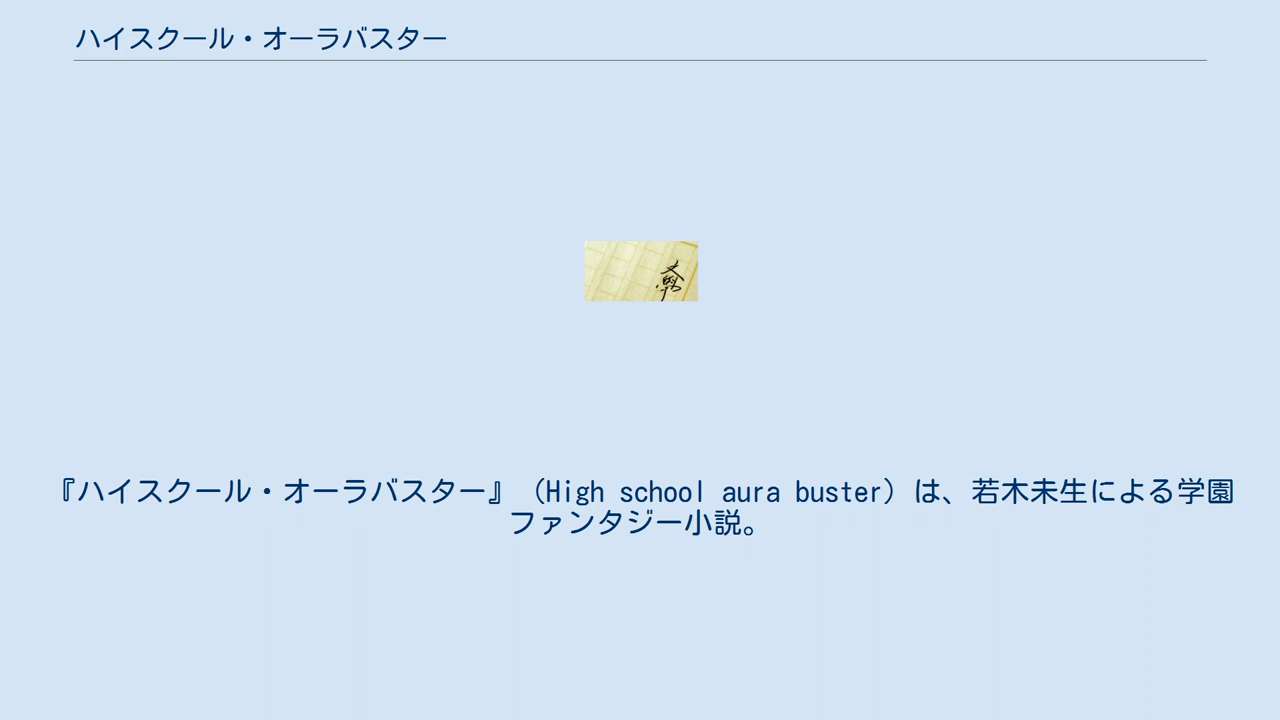 ハイスクール・オーラバスター
『ハイスクール・オーラバスター』（High school aura buster）は、若木未生による学園
ファンタジー小説。